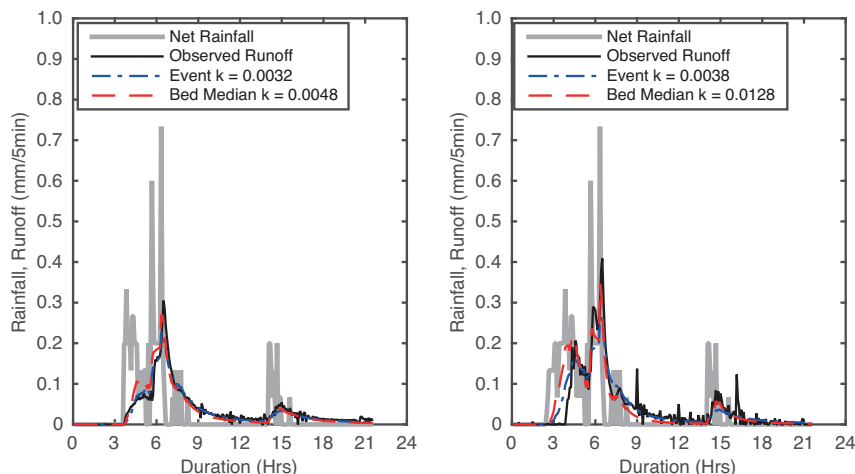 1.0
0.9
0.8
0.7
0.6
0.5
0.4
0.3
0.2
0.1
0
Rainfall, Runoff (mm/5min)
Net Rainfall
Observed Runoff
Event k = 0.0032
Bed Median k = 0.0048
0 3 6 9 12 15 18 21 24
Duration (Hrs)
1.0
0.9
0.8
0.7
0.6
0.5
0.4
0.3
0.2
0.1
0
Rainfall, Runoff (mm/5min)
Net Rainfall
Observed Runoff
Event k = 0.0038
Bed Median k = 0.0128
0 3 6 9 12 15 18 21 24
Duration (Hrs)